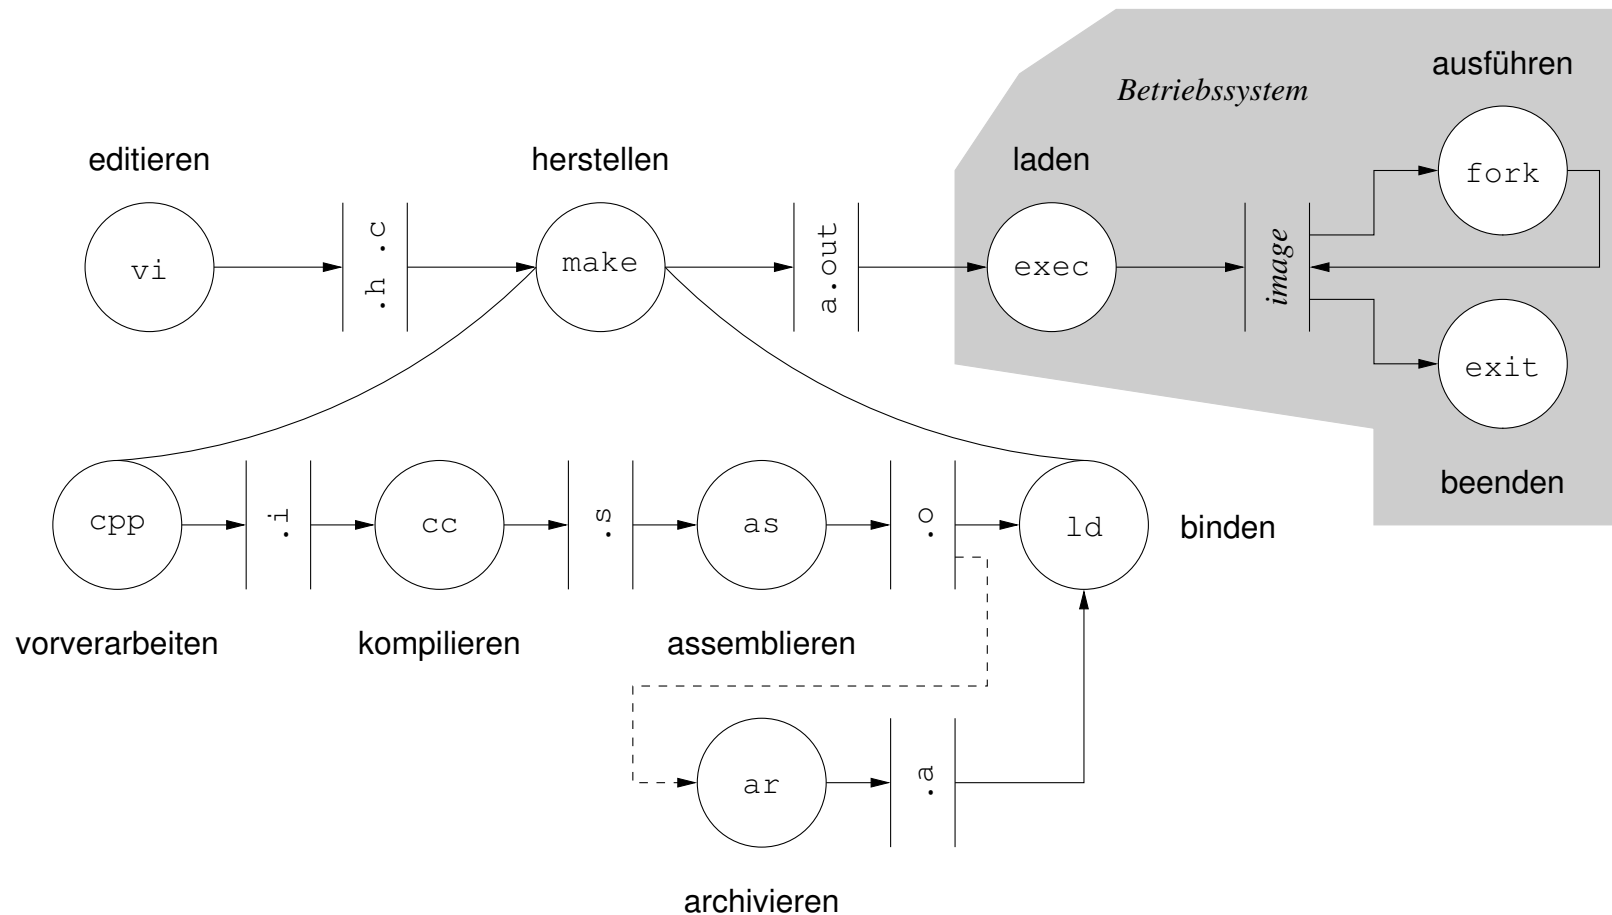 ausführen
Betriebssystem
editieren
herstellen
laden
vi
.h .c
make
a.out
exec
image
fork
exit
beenden
cpp
.i
cc
.s
as
.o
ld
binden
vorverarbeiten
kompilieren
assemblieren
ar
.a
archivieren